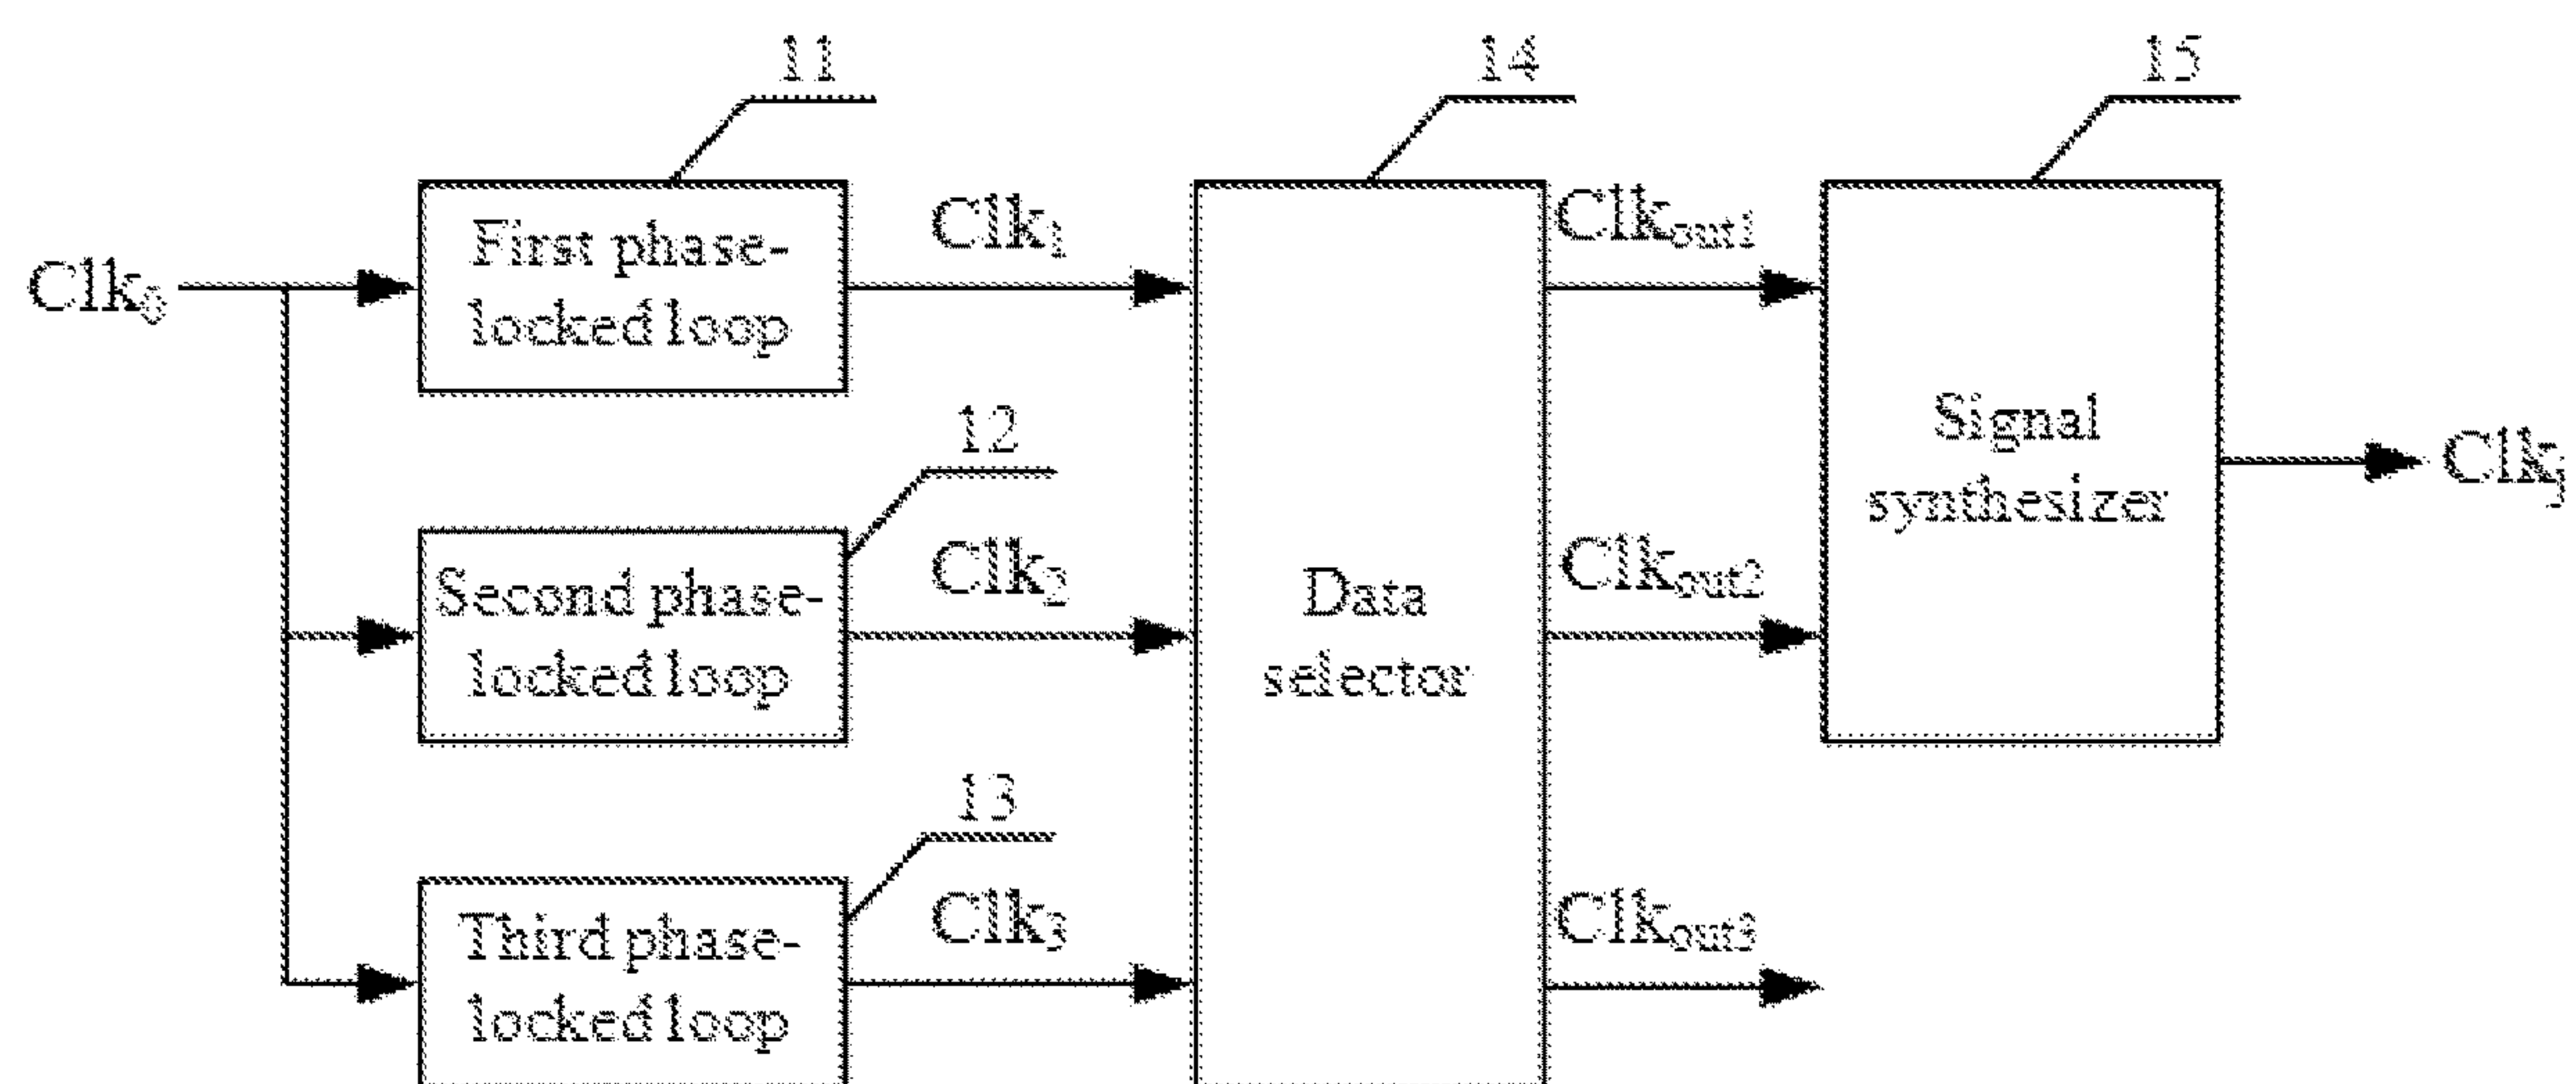 11
14
15
First phase-
locked loop
Clk₁
Clkout1
Clk₀
12
Signal
synthesizer
Clkj
Second phase-
locked loop
Clk₂
Data
selector
Clkout2
13
Third phase-
locked loop
Clk₃
Clkout3